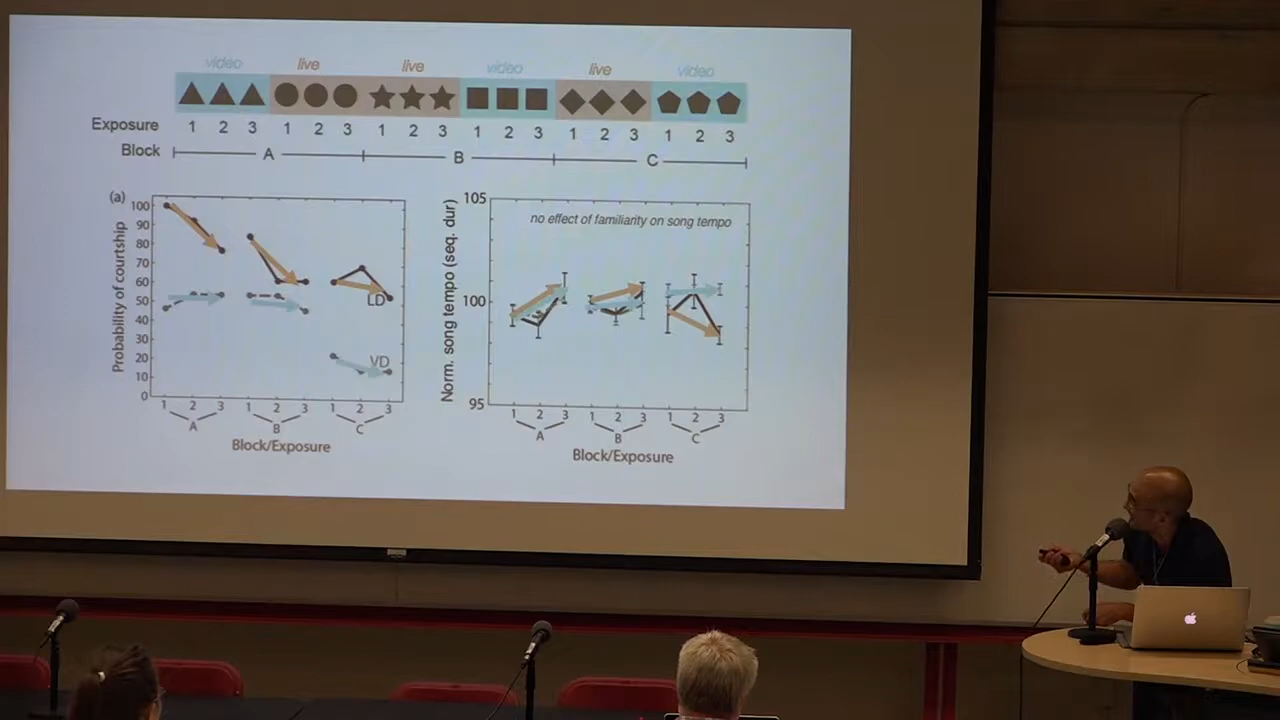 video live live video live video
Exposure 1 2 3 1 2 3 1 2 3 1 2 3 1 2 3 1 2 3
Block A B C
(a)
Probability of courtship
100
90
80
70
60
50
40
30
20
10
0
LD
VD
1 2 3 1 2 3 1 2 3
A B C
Block/Exposure
Norm. song tempo (seq. dur)
105
100
95
no effect of familiarity on song tempo
1 2 3 1 2 3 1 2 3
A B C
Block/Exposure